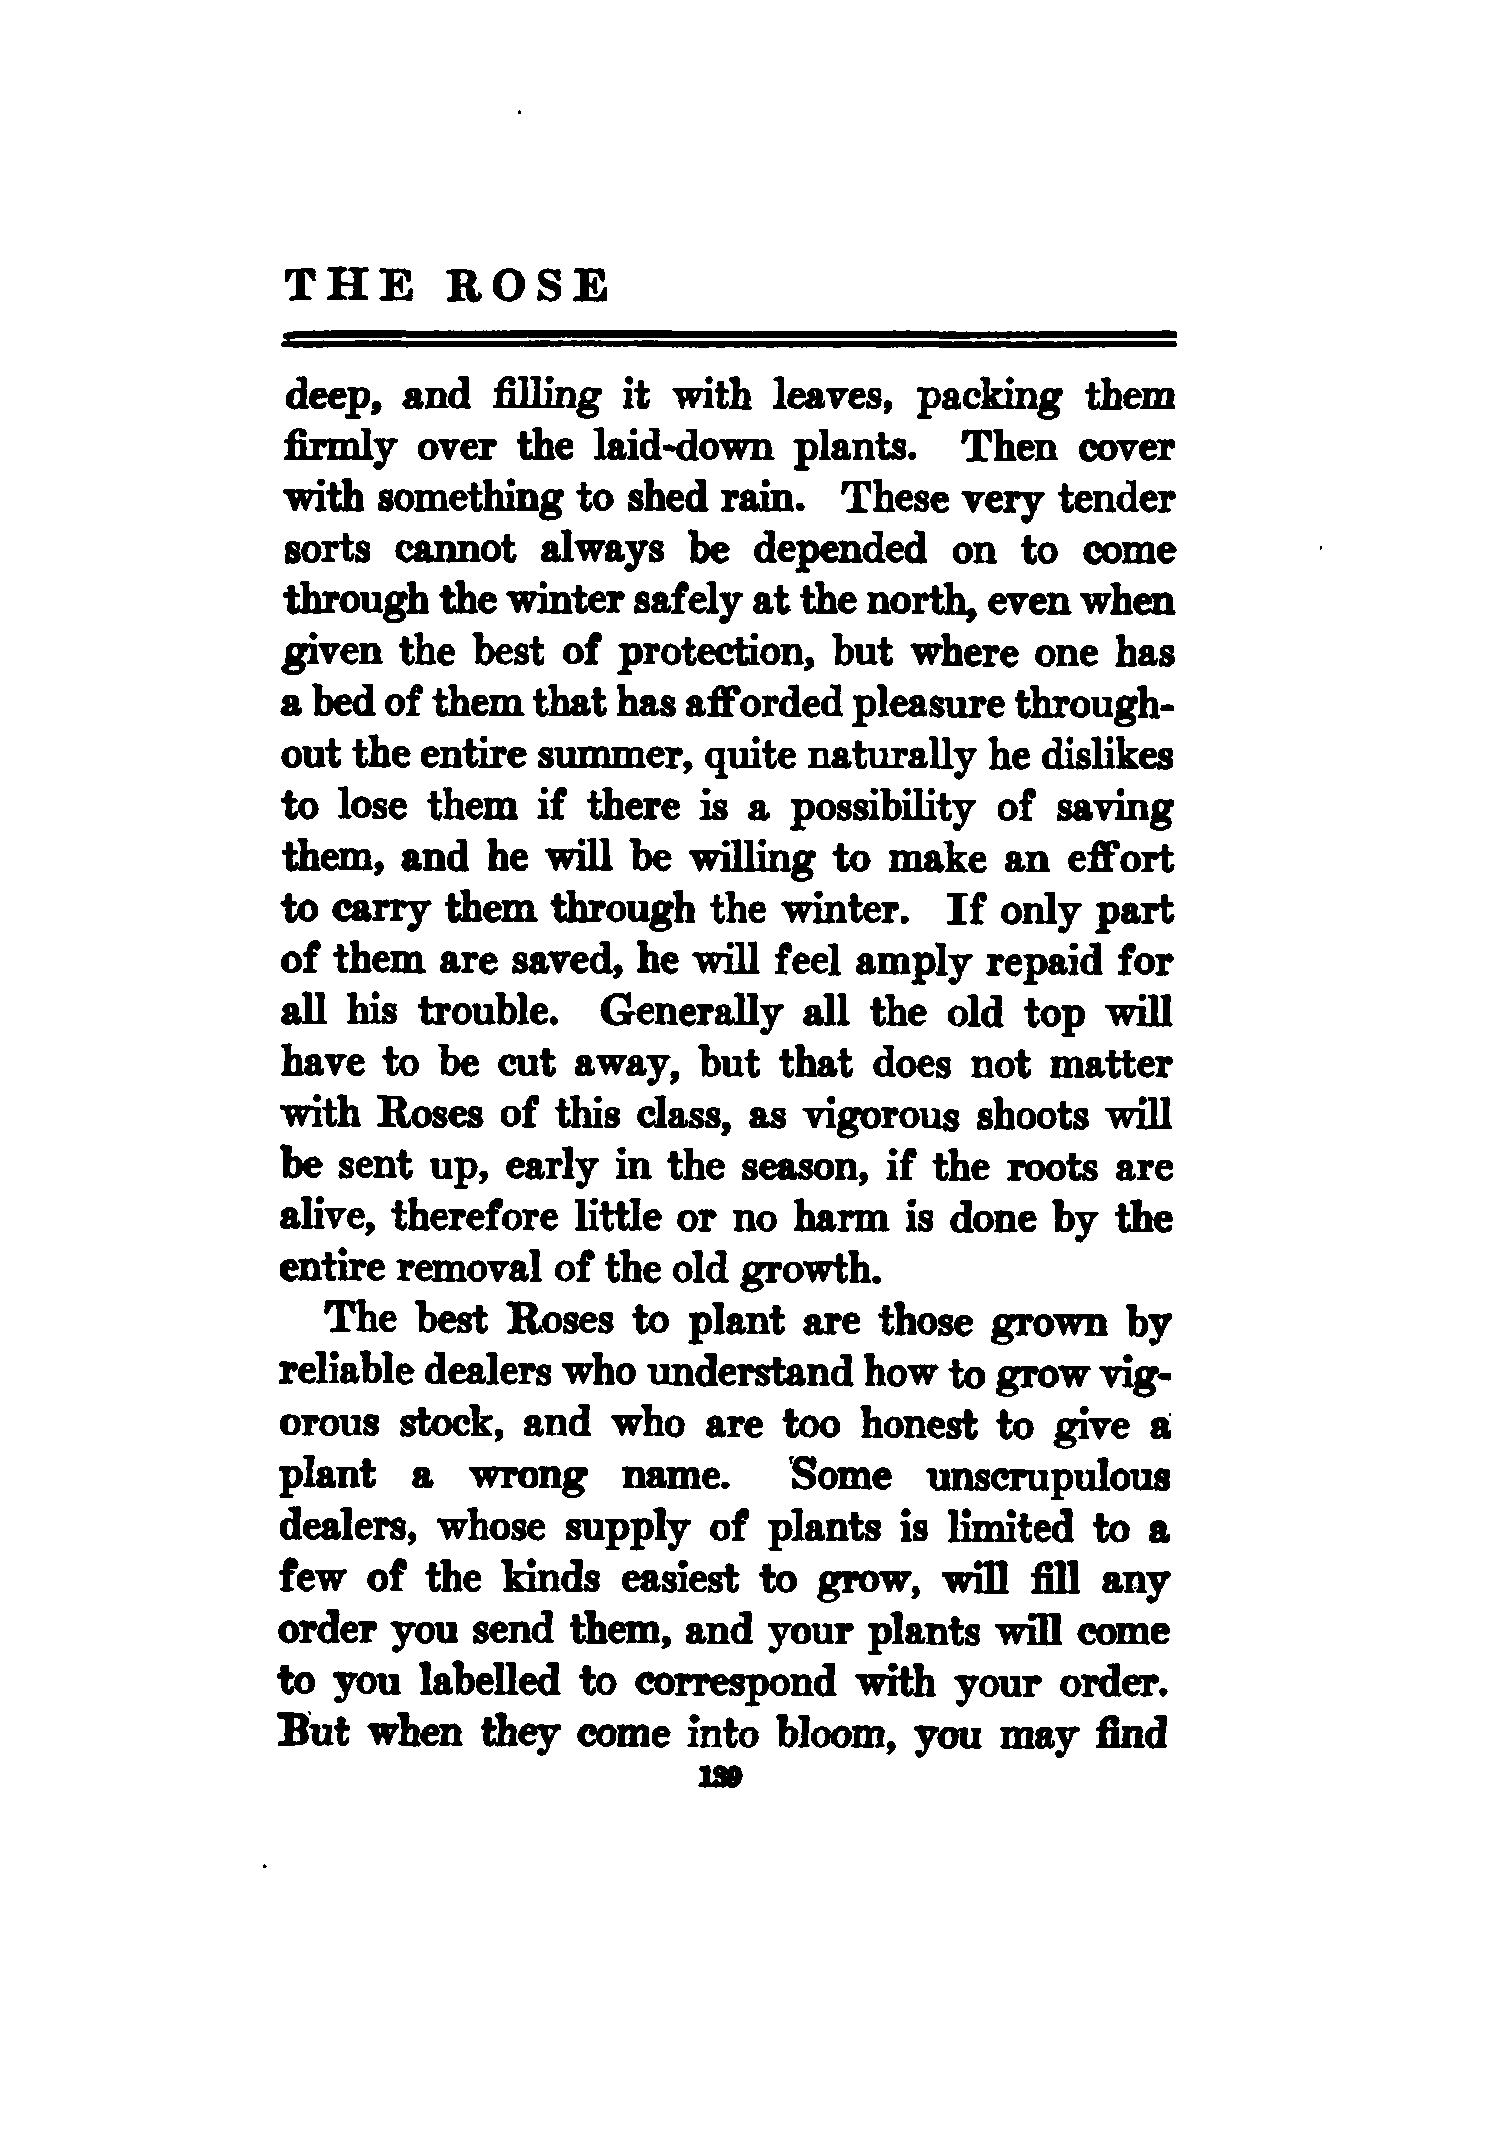 THE ROSE
deep, and filling it with leaves, packing them
firmly over the laid-down plants. Then cover
with something to shed rain. These very tender
sorts cannot always be depended on to come
through the winter safely at the north, even when
given the best of protection, but where one has
a bed of them that has afforded pleasure through-
out the entire summer, quite naturally he dislikes
to lose them if there is a possibility of saving
them, and he will be willing to make an effort
to carry them through the winter. If only part
of them are saved, he will feel amply repaid for
all his trouble. Generally all the old top will
have to be cut away, but that does not matter
with Roses of this class, as vigorous shoots will
be sent up, early in the season, if the roots are
alive, therefore little or no harm is done by the
entire removal of the old growth.
The best Roses to plant are those grown by
reliable dealers who understand how to grow vig-
orous stock, and who are too honest to give a
plant a wrong name. Some unscrupulous
dealers, whose supply of plants is limited to a
few of the kinds easiest to grow, will fill any
order you send them, and your plants will come
to you labelled to correspond with your order.
But when they come into bloom, you may find
139